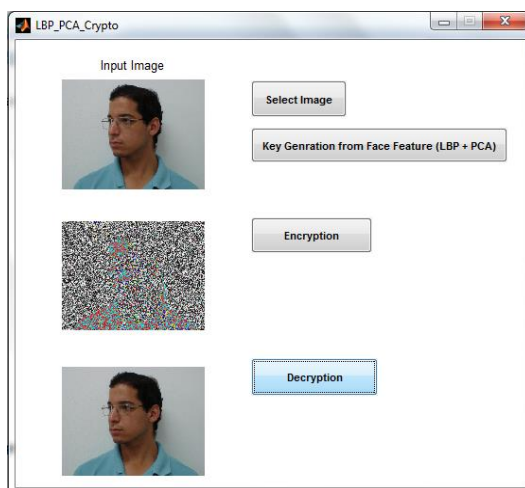 LBP_PCA_Crypto
Input Image
Select Image
Key Genration from Face Feature (LBP + PCA)
Encryption
Decryption